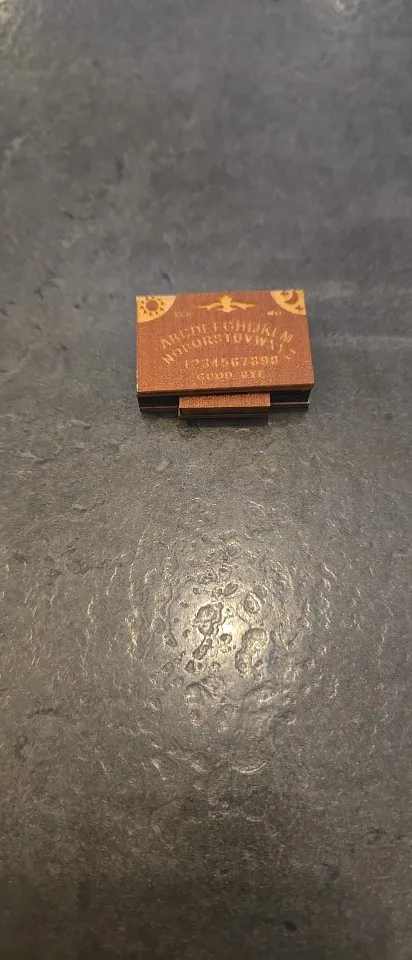 ABCDEFGHIJKLM
NOPQRSTUVWXYZ
1234567890
GOOD BYE